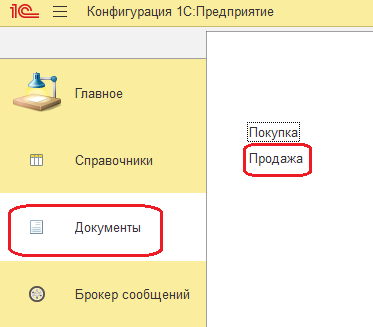 1С Конфигурация 1С:Предприятие
Главное
Справочники
Документы
Брокер сообщений
Покупка
Продажа